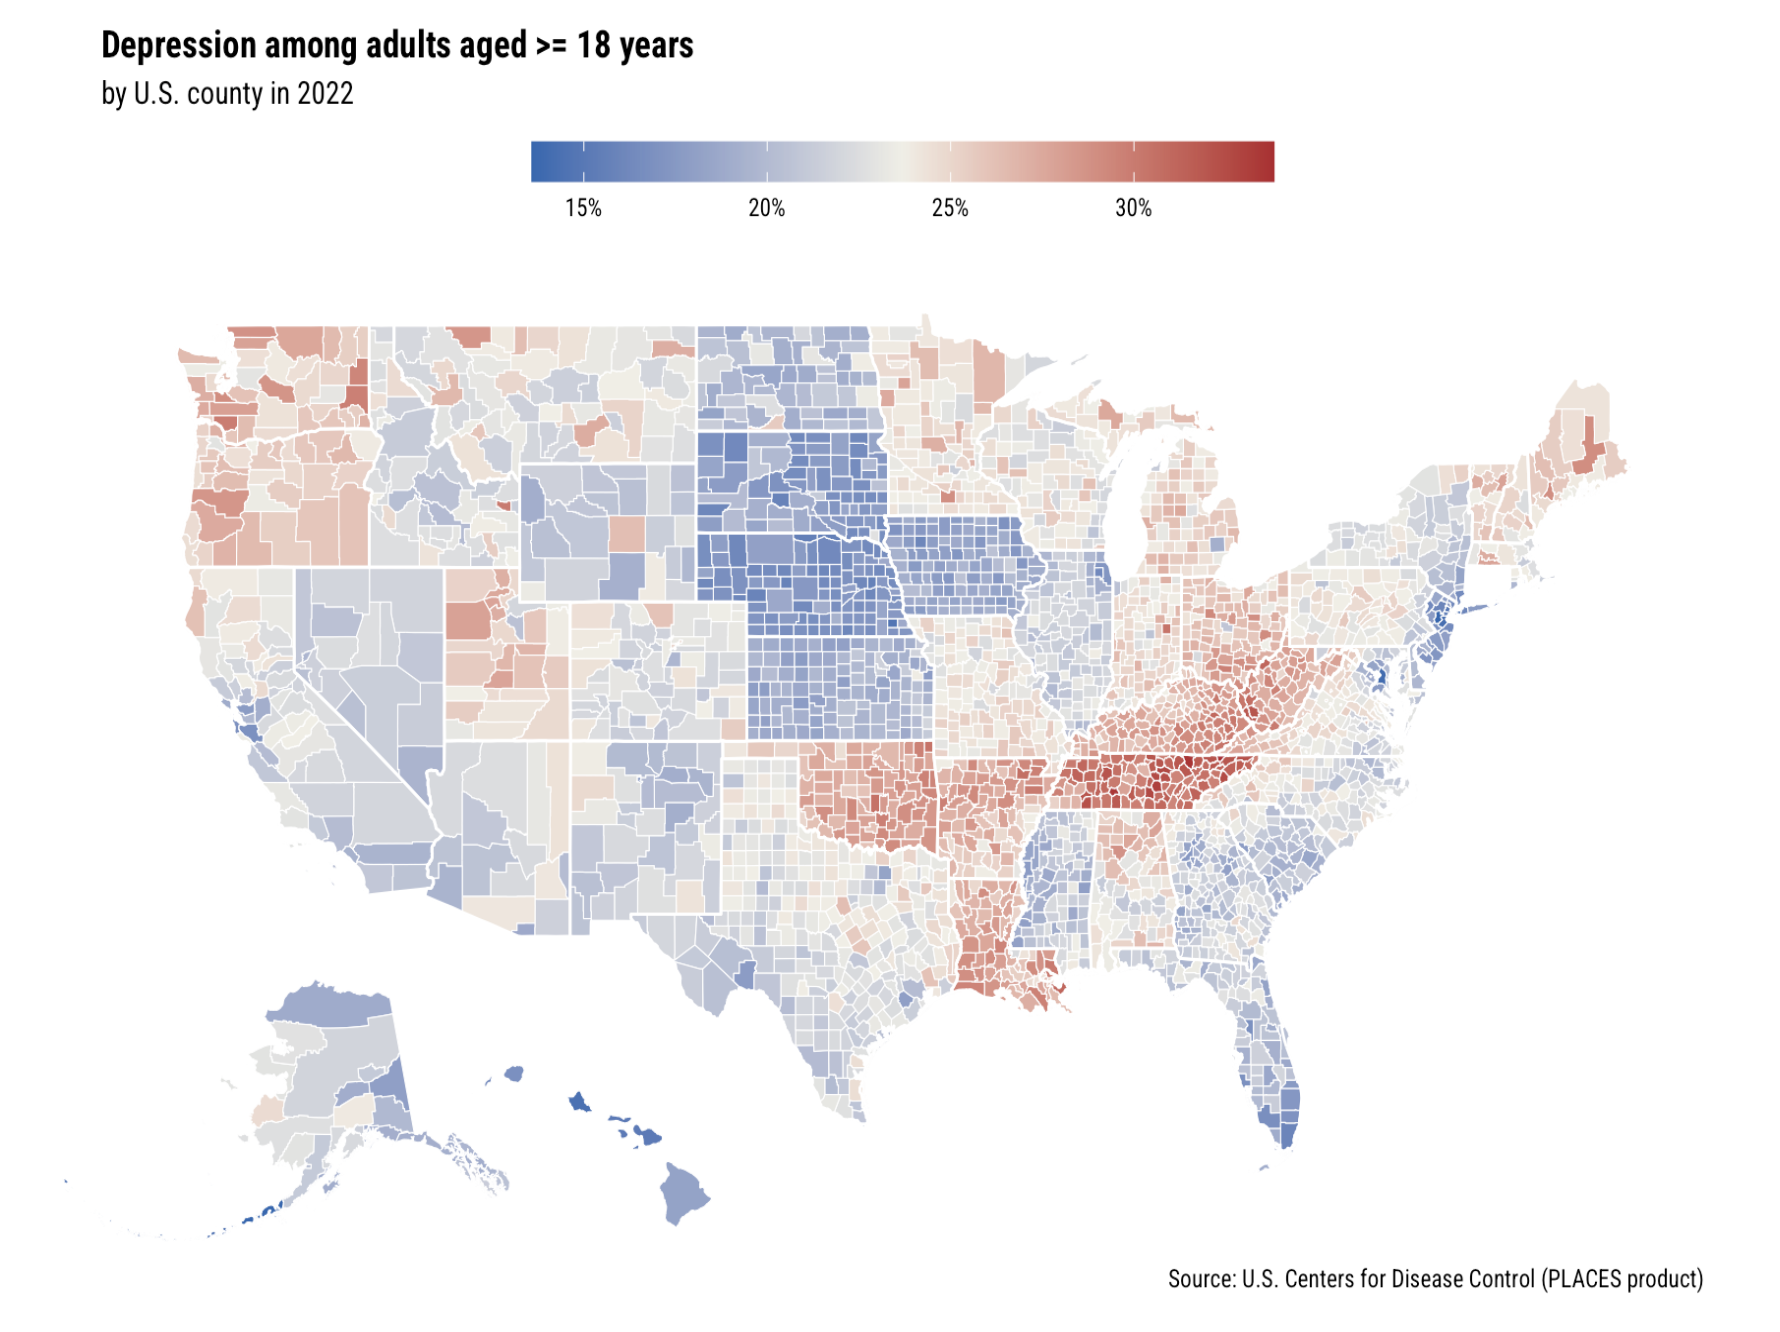 Depression among adults aged >= 18 years
by U.S. county in 2022
15% 20% 25% 30%
Source: U.S. Centers for Disease Control (PLACES product)